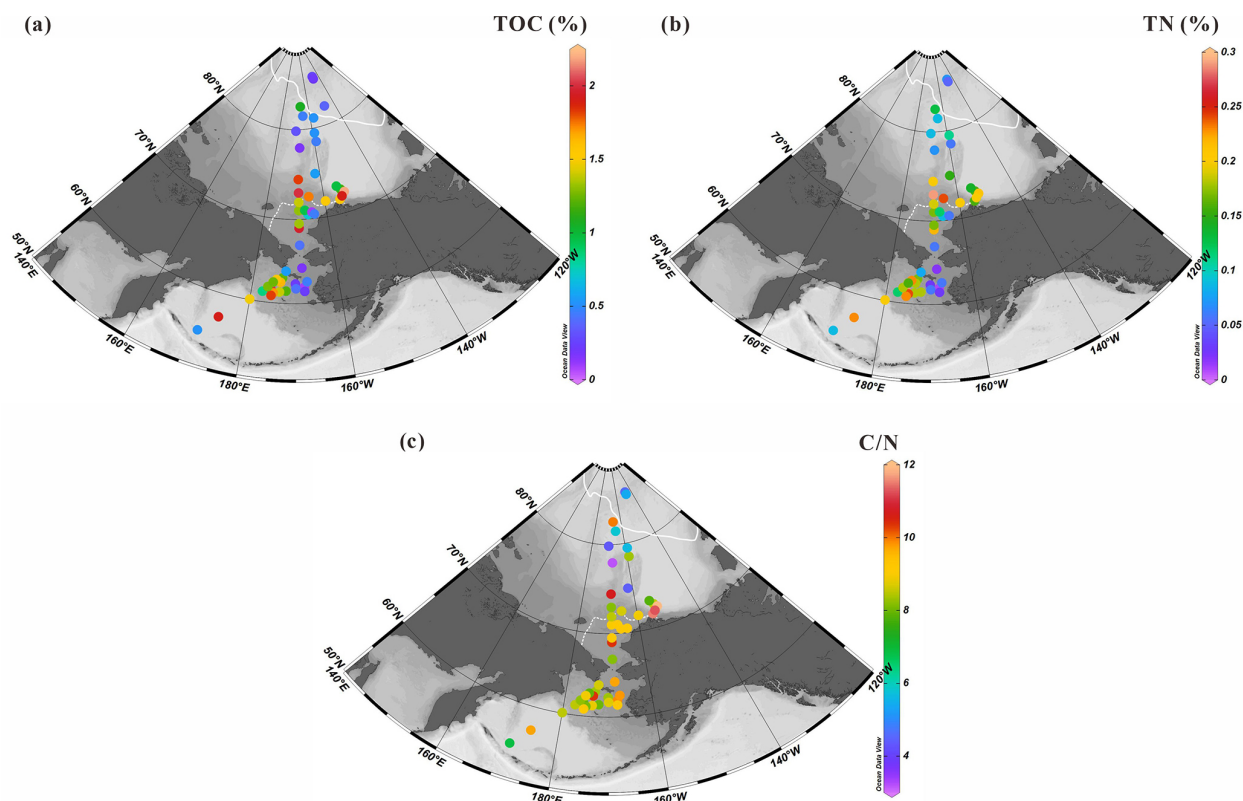 (a) TOC (%)
80°N
70°N
60°N
50°N
140°E
160°E
180°E
160°W
140°W
120°W
2
1.5
1
0.5
0
Ocean Data View
(b) TN (%)
80°N
70°N
60°N
50°N
140°E
160°E
180°E
160°W
140°W
120°W
0.3
0.25
0.2
0.15
0.1
0.05
0
Ocean Data View
(c) C/N
80°N
70°N
60°N
50°N
140°E
160°E
180°E
160°W
140°W
120°W
12
10
8
6
4
Ocean Data View